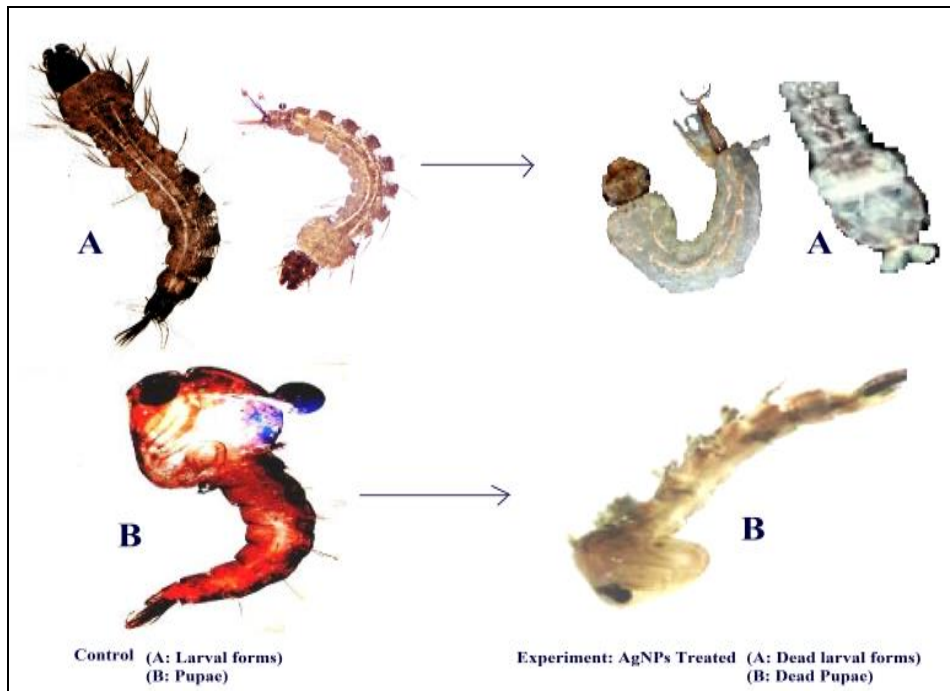 A
A
B
B
Control (A: Larval forms)
(B: Pupae)
Experiment: AgNPs Treated (A: Dead larval forms)
(B: Dead Pupae)